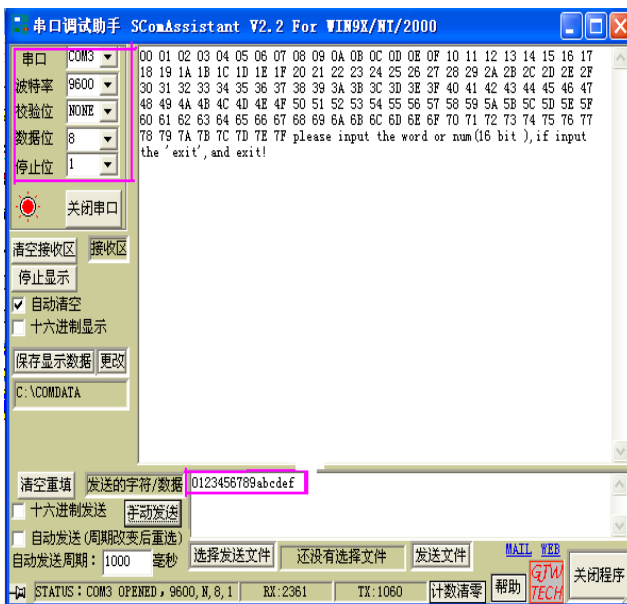 串口调试助手 SComAssistant V2.2 For WIN9X/NT/2000
串口 COM3
波特率 9600
校验位 NONE
数据位 8
停止位 1
关闭串口
清空接收区 接收区
停止显示
自动清空
十六进制显示
保存显示数据 更改
C:\COMDATA
00 01 02 03 04 05 06 07 08 09 0A 0B 0C 0D 0E 0F 10 11 12 13 14 15 16 17
18 19 1A 1B 1C 1D 1E 1F 20 21 22 23 24 25 26 27 28 29 2A 2B 2C 2D 2E 2F
30 31 32 33 34 35 36 37 38 39 3A 3B 3C 3D 3E 3F 40 41 42 43 44 45 46 47
48 49 4A 4B 4C 4D 4E 4F 50 51 52 53 54 55 56 57 58 59 5A 5B 5C 5D 5E 5F
60 61 62 63 64 65 66 67 68 69 6A 6B 6C 6D 6E 6F 70 71 72 73 74 75 76 77
78 79 7A 7B 7C 7D 7E 7F please input the word or num(16 bit ),if input
the 'exit',and exit!
清空重填 发送的字符/数据 0123456789abcdef
十六进制发送 手动发送
自动发送(周期改变后重选)
自动发送周期: 1000 毫秒 选择发送文件 还没有选择文件 发送文件 MAIL WEB
STATUS：COM3 OPENED，9600,N,8,1 RX:2361 TX:1060 计数清零 帮助 GJW TECH 关闭程序